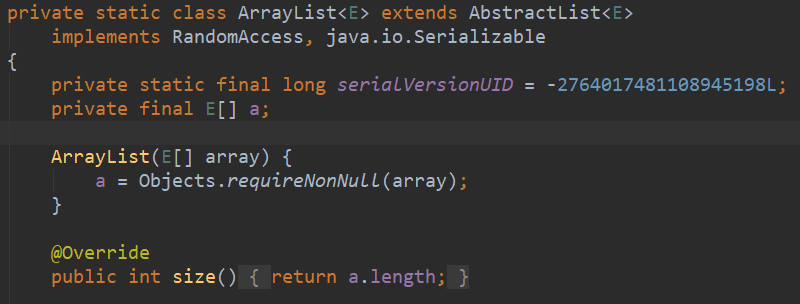 private static class ArrayList<E> extends AbstractList<E>
implements RandomAccess, java.io.Serializable
{
private static final long serialVersionUID = -2764017481108945198L;
private final E[] a;
ArrayList(E[] array) {
a = Objects.requireNonNull(array);
}
@Override
public int size() { return a.length; }